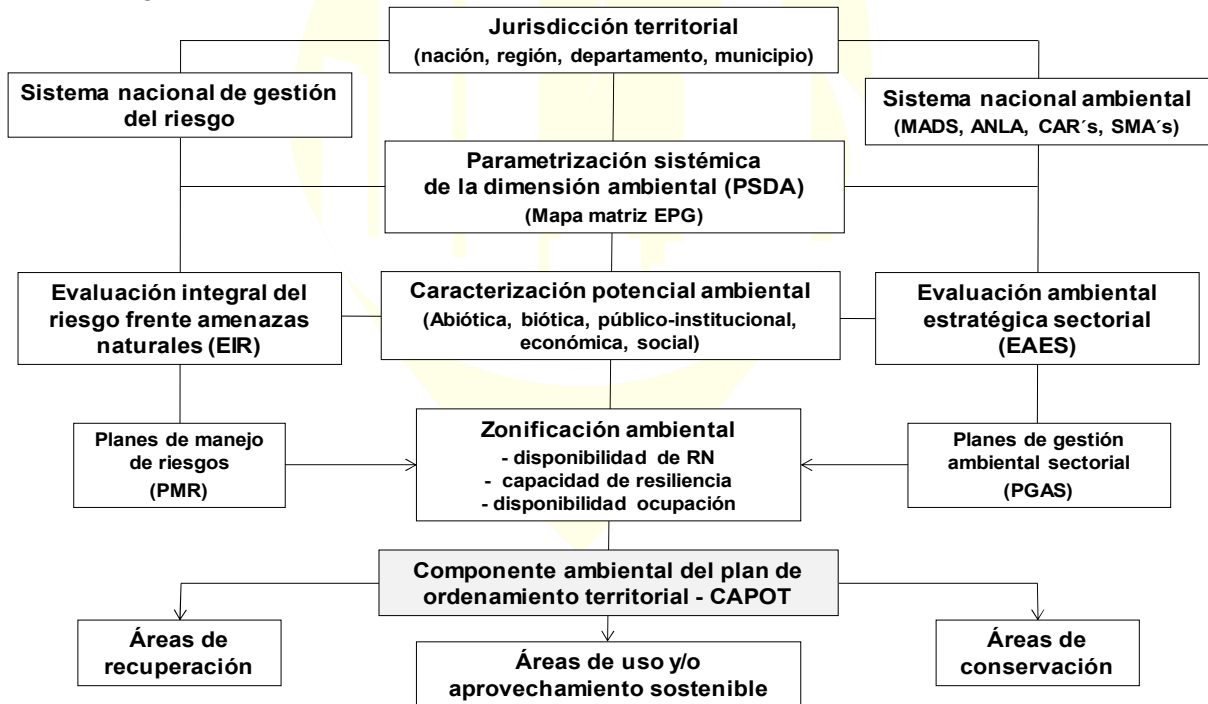 Jurisdicción territorial
(nación, región, departamento, municipio)
Sistema nacional de gestión
del riesgo
Sistema nacional ambiental
(MADS, ANLA, CAR´s, SMA´s)
Parametrización sistémica
de la dimensión ambiental (PSDA)
(Mapa matriz EPG)
Evaluación integral del
riesgo frente amenazas
naturales (EIR)
Caracterización potencial ambiental
(Abiótica, biótica, público-institucional,
económica, social)
Evaluación ambiental
estratégica sectorial
(EAES)
Planes de manejo
de riesgos
(PMR)
Zonificación ambiental
- disponibilidad de RN
- capacidad de resiliencia
- disponibilidad ocupación
Planes de gestión
ambiental sectorial
(PGAS)
Componente ambiental del plan de
ordenamiento territorial - CAPOT
Áreas de
recuperación
Áreas de uso y/o
aprovechamiento sostenible
Áreas de
conservación